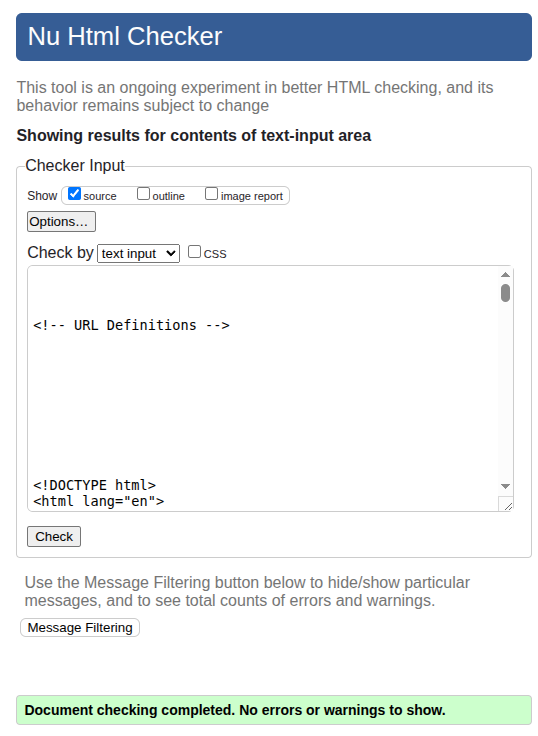 Nu Html Checker
This tool is an ongoing experiment in better HTML checking, and its
behavior remains subject to change
Showing results for contents of text-input area
Checker Input
Show source outline image report
Options…
Check by text input CSS
<!-- URL Definitions -->
<!DOCTYPE html>
<html lang="en">
Check
Use the Message Filtering button below to hide/show particular
messages, and to see total counts of errors and warnings.
Message Filtering
Document checking completed. No errors or warnings to show.